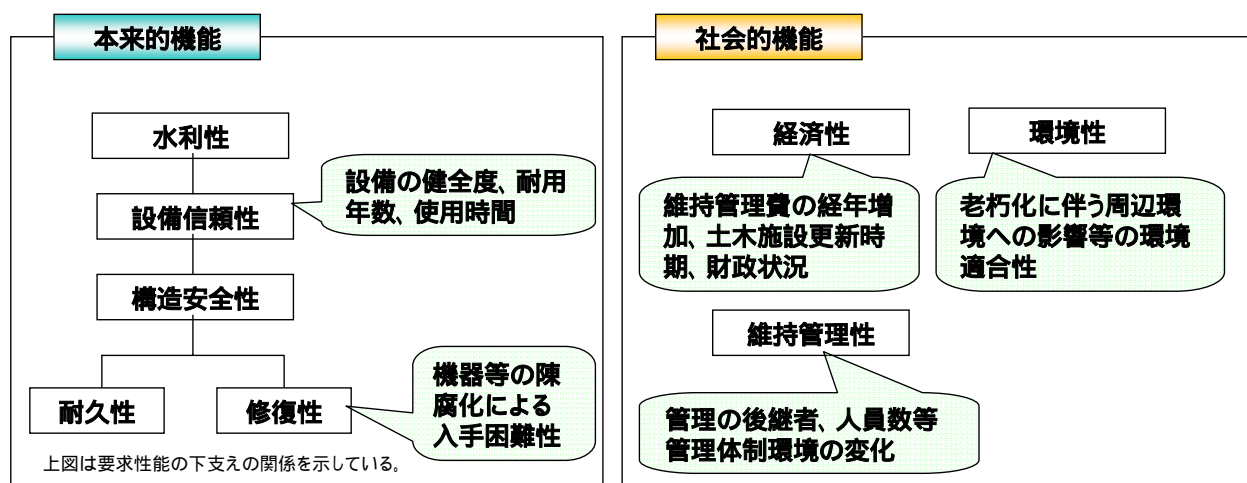 本来的機能
水利性
設備の健全度、耐用
年数、使用時間
設備信頼性
構造安全性
耐久性
修復性
機器等の陳
腐化による
入手困難性
上図は要求性能の下支えの関係を示している。
社会的機能
経済性
維持管理費の経年増
加、土木施設更新時
期、財政状況
環境性
老朽化に伴う周辺環
境への影響等の環境
適合性
維持管理性
管理の後継者、人員数等
管理体制環境の変化